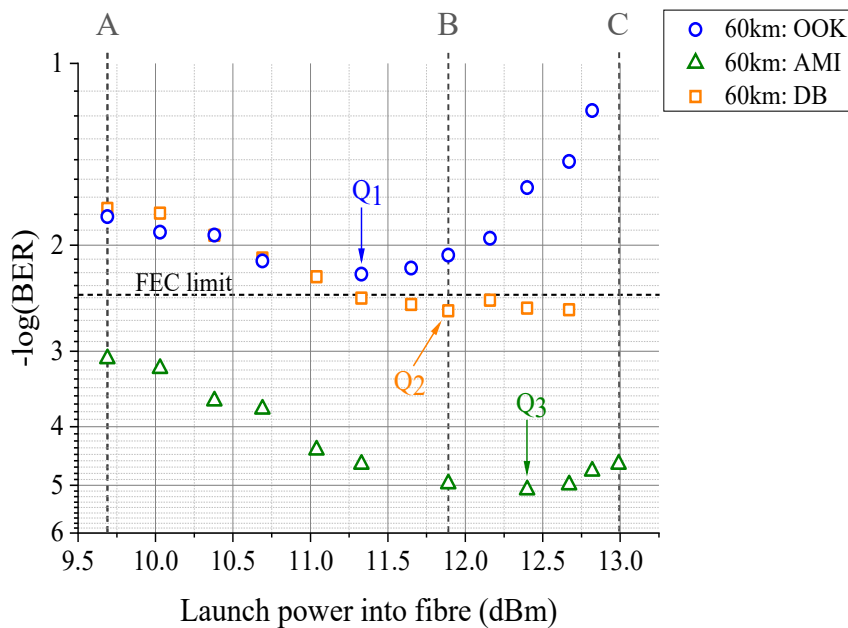 A
B
C
60km: OOK
60km: AMI
60km: DB
1
2
3
4
5
6
-log(BER)
FEC limit
Q1
Q2
Q3
9.5 10.0 10.5 11.0 11.5 12.0 12.5 13.0
Launch power into fibre (dBm)